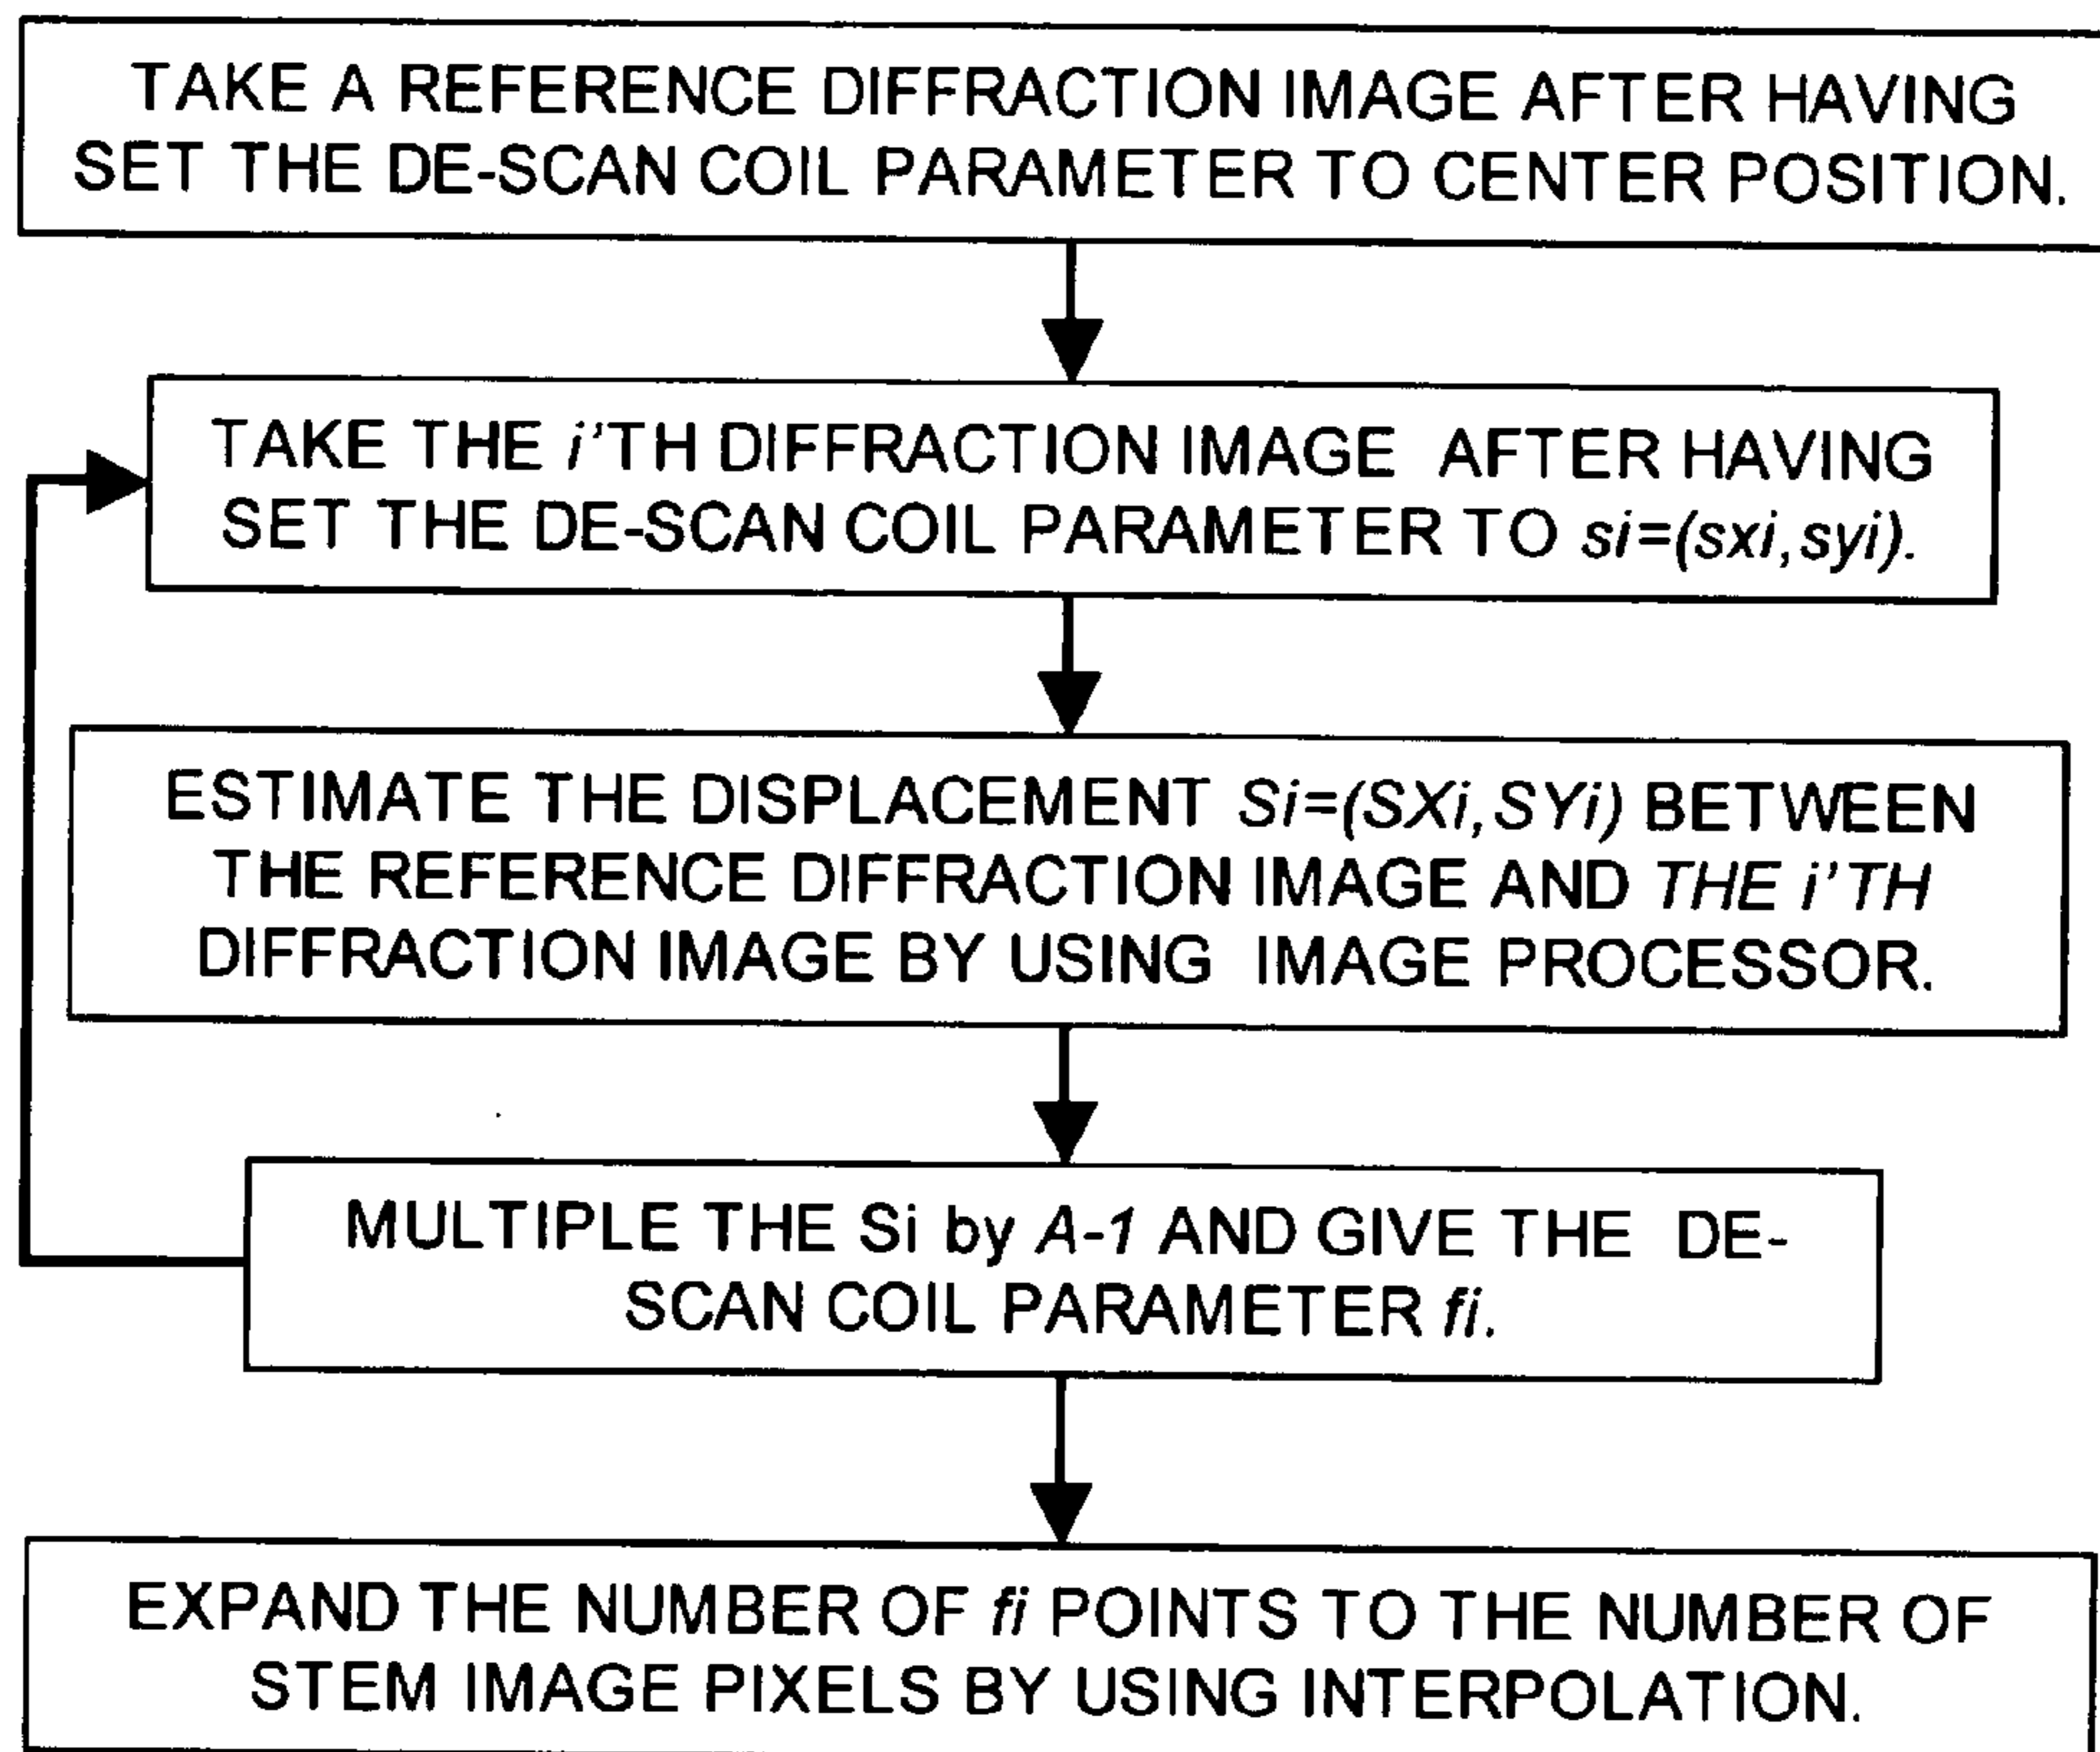 TAKE A REFERENCE DIFFRACTION IMAGE AFTER HAVING
SET THE DE-SCAN COIL PARAMETER TO CENTER POSITION.
TAKE THE i'TH DIFFRACTION IMAGE AFTER HAVING
SET THE DE-SCAN COIL PARAMETER TO si=(sxi,syi).
ESTIMATE THE DISPLACEMENT Si=(SXi,SYi) BETWEEN
THE REFERENCE DIFFRACTION IMAGE AND THE i'TH
DIFFRACTION IMAGE BY USING IMAGE PROCESSOR.
MULTIPLE THE Si by A-1 AND GIVE THE DE-
SCAN COIL PARAMETER fi.
EXPAND THE NUMBER OF fi POINTS TO THE NUMBER OF
STEM IMAGE PIXELS BY USING INTERPOLATION.